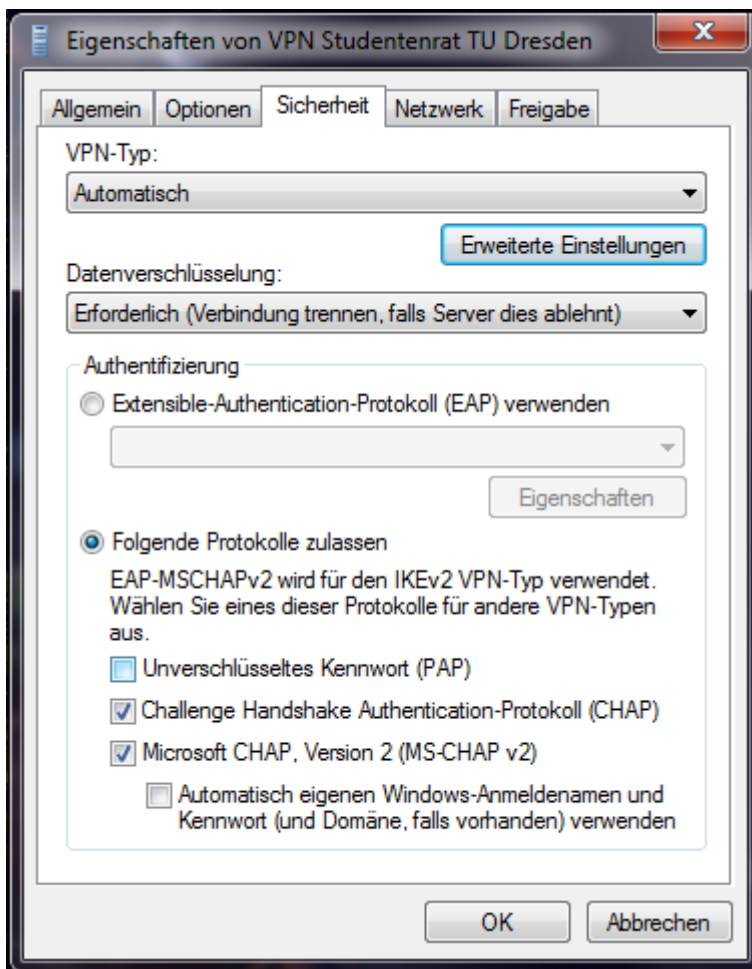 Eigenschaften von VPN Studentenrat TU Dresden
Allgemein Optionen Sicherheit Netzwerk Freigabe
VPN-Typ:
Automatisch
Erweiterte Einstellungen
Datenverschlüsselung:
Erforderlich (Verbindung trennen, falls Server dies ablehnt)
Authentifizierung
Extensible-Authentication-Protokoll (EAP) verwenden
Eigenschaften
Folgende Protokolle zulassen
EAP-MSCHAPv2 wird für den IKEv2 VPN-Typ verwendet.
Wählen Sie eines dieser Protokolle für andere VPN-Typen
aus.
Unverschlüsseltes Kennwort (PAP)
Challenge Handshake Authentication-Protokoll (CHAP)
Microsoft CHAP, Version 2 (MS-CHAP v2)
Automatisch eigenen Windows-Anmeldenamen und
Kennwort (und Domäne, falls vorhanden) verwenden
OK Abbrechen